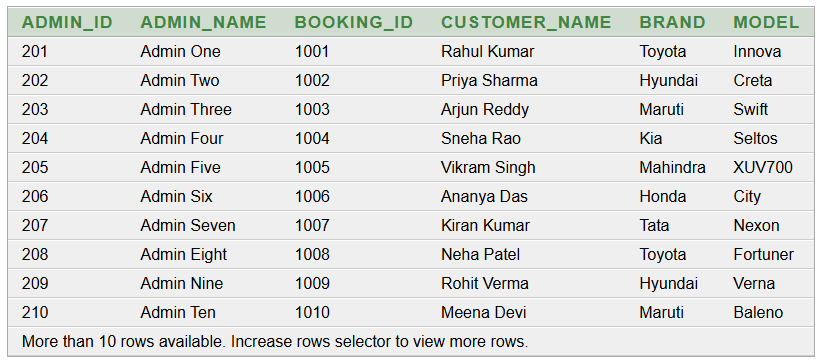 ADMIN_ID ADMIN_NAME BOOKING_ID CUSTOMER_NAME BRAND MODEL
201 Admin One 1001 Rahul Kumar Toyota Innova
202 Admin Two 1002 Priya Sharma Hyundai Creta
203 Admin Three 1003 Arjun Reddy Maruti Swift
204 Admin Four 1004 Sneha Rao Kia Seltos
205 Admin Five 1005 Vikram Singh Mahindra XUV700
206 Admin Six 1006 Ananya Das Honda City
207 Admin Seven 1007 Kiran Kumar Tata Nexon
208 Admin Eight 1008 Neha Patel Toyota Fortuner
209 Admin Nine 1009 Rohit Verma Hyundai Verna
210 Admin Ten 1010 Meena Devi Maruti Baleno
More than 10 rows available. Increase rows selector to view more rows.